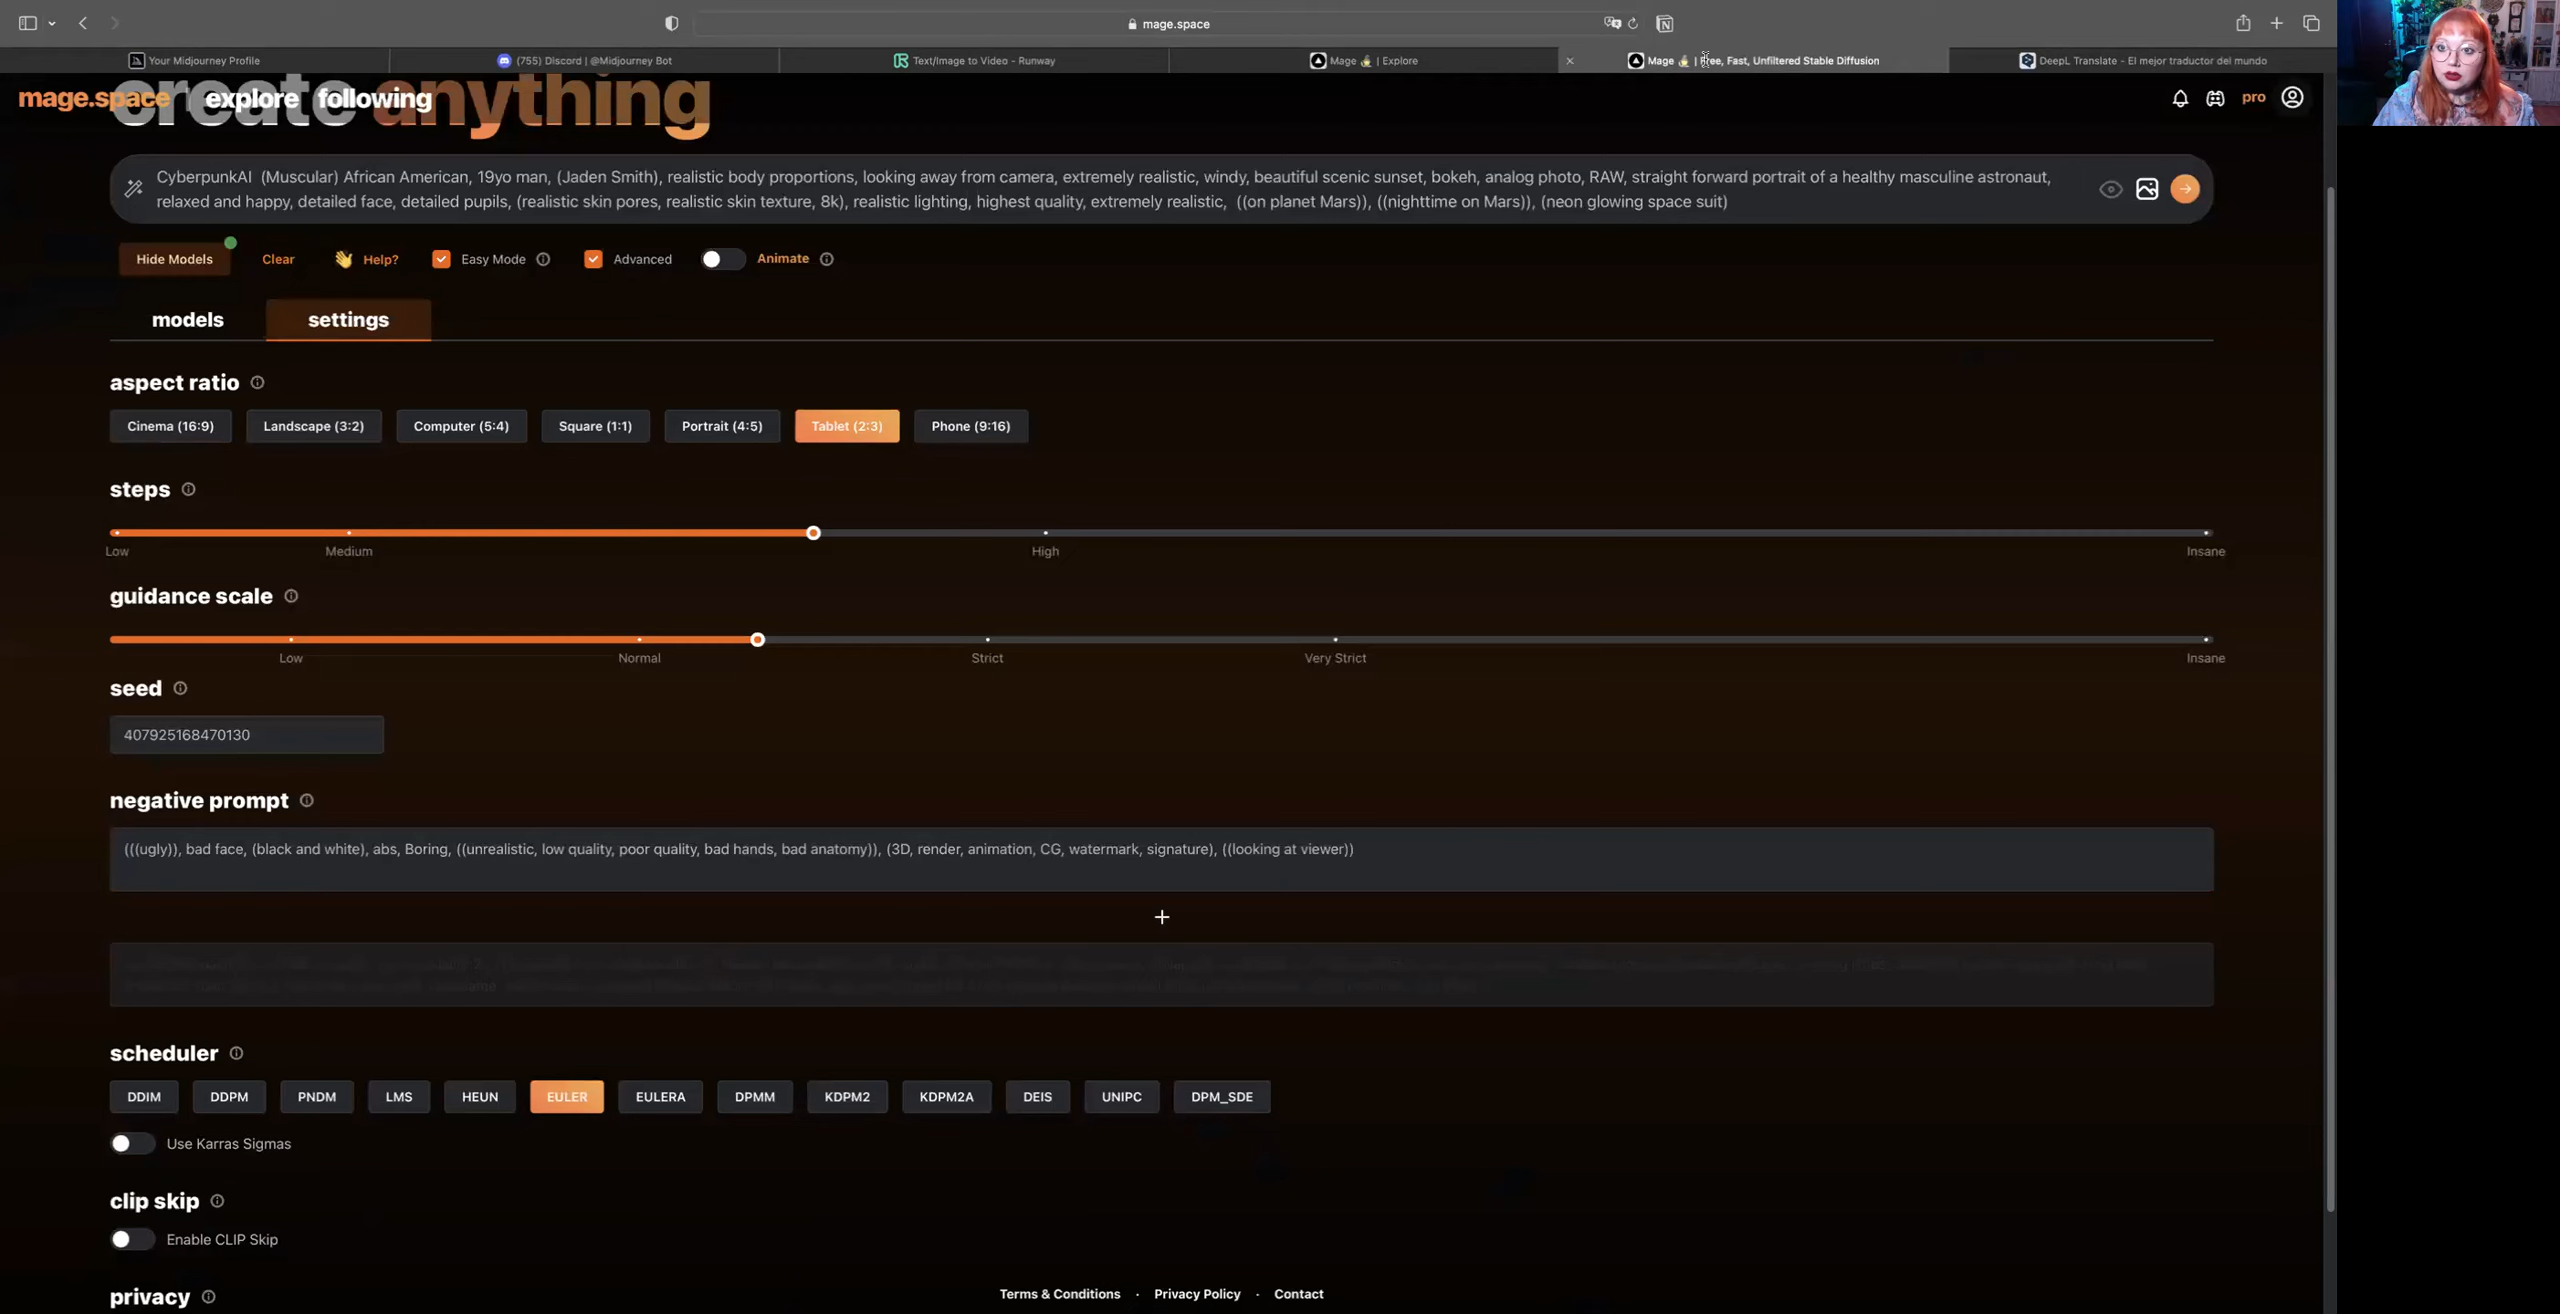 mage.space
Your Midjourney Profile
(755) Discord | @Midjourney Bot
Text/Image to Video - Runway
Mage | Explore
Mage | Free, Fast, Unfiltered Stable Diffusion
DeepL Translate - El mejor traductor del mundo
create anything
mage.space explore following
pro
CyberpunkAI (Muscular) African American, 19yo man, (Jaden Smith), realistic body proportions, looking away from camera, extremely realistic, windy, beautiful scenic sunset, bokeh, analog photo, RAW, straight forward portrait of a healthy masculine astronaut,
relaxed and happy, detailed face, detailed pupils, (realistic skin pores, realistic skin texture, 8k), realistic lighting, highest quality, extremely realistic, ((on planet Mars)), ((nighttime on Mars)), (neon glowing space suit)
Hide Models Clear Help? Easy Mode Advanced Animate
models settings
aspect ratio
Cinema (16:9) Landscape (3:2) Computer (5:4) Square (1:1) Portrait (4:5) Tablet (2:3) Phone (9:16)
steps
Low Medium High Insane
guidance scale
Low Normal Strict Very Strict Insane
seed
407925168470130
negative prompt
(((ugly)), bad face, (black and white), abs, Boring, ((unrealistic, low quality, poor quality, bad hands, bad anatomy)), (3D, render, animation, CG, watermark, signature), ((looking at viewer))
+
scheduler
DDIM DDPM PNDM LMS HEUN EULER EULERA DPMM KDPM2 KDPM2A DEIS UNIPC DPM_SDE
Use Karras Sigmas
clip skip
Enable CLIP Skip
privacy
Terms & Conditions · Privacy Policy · Contact